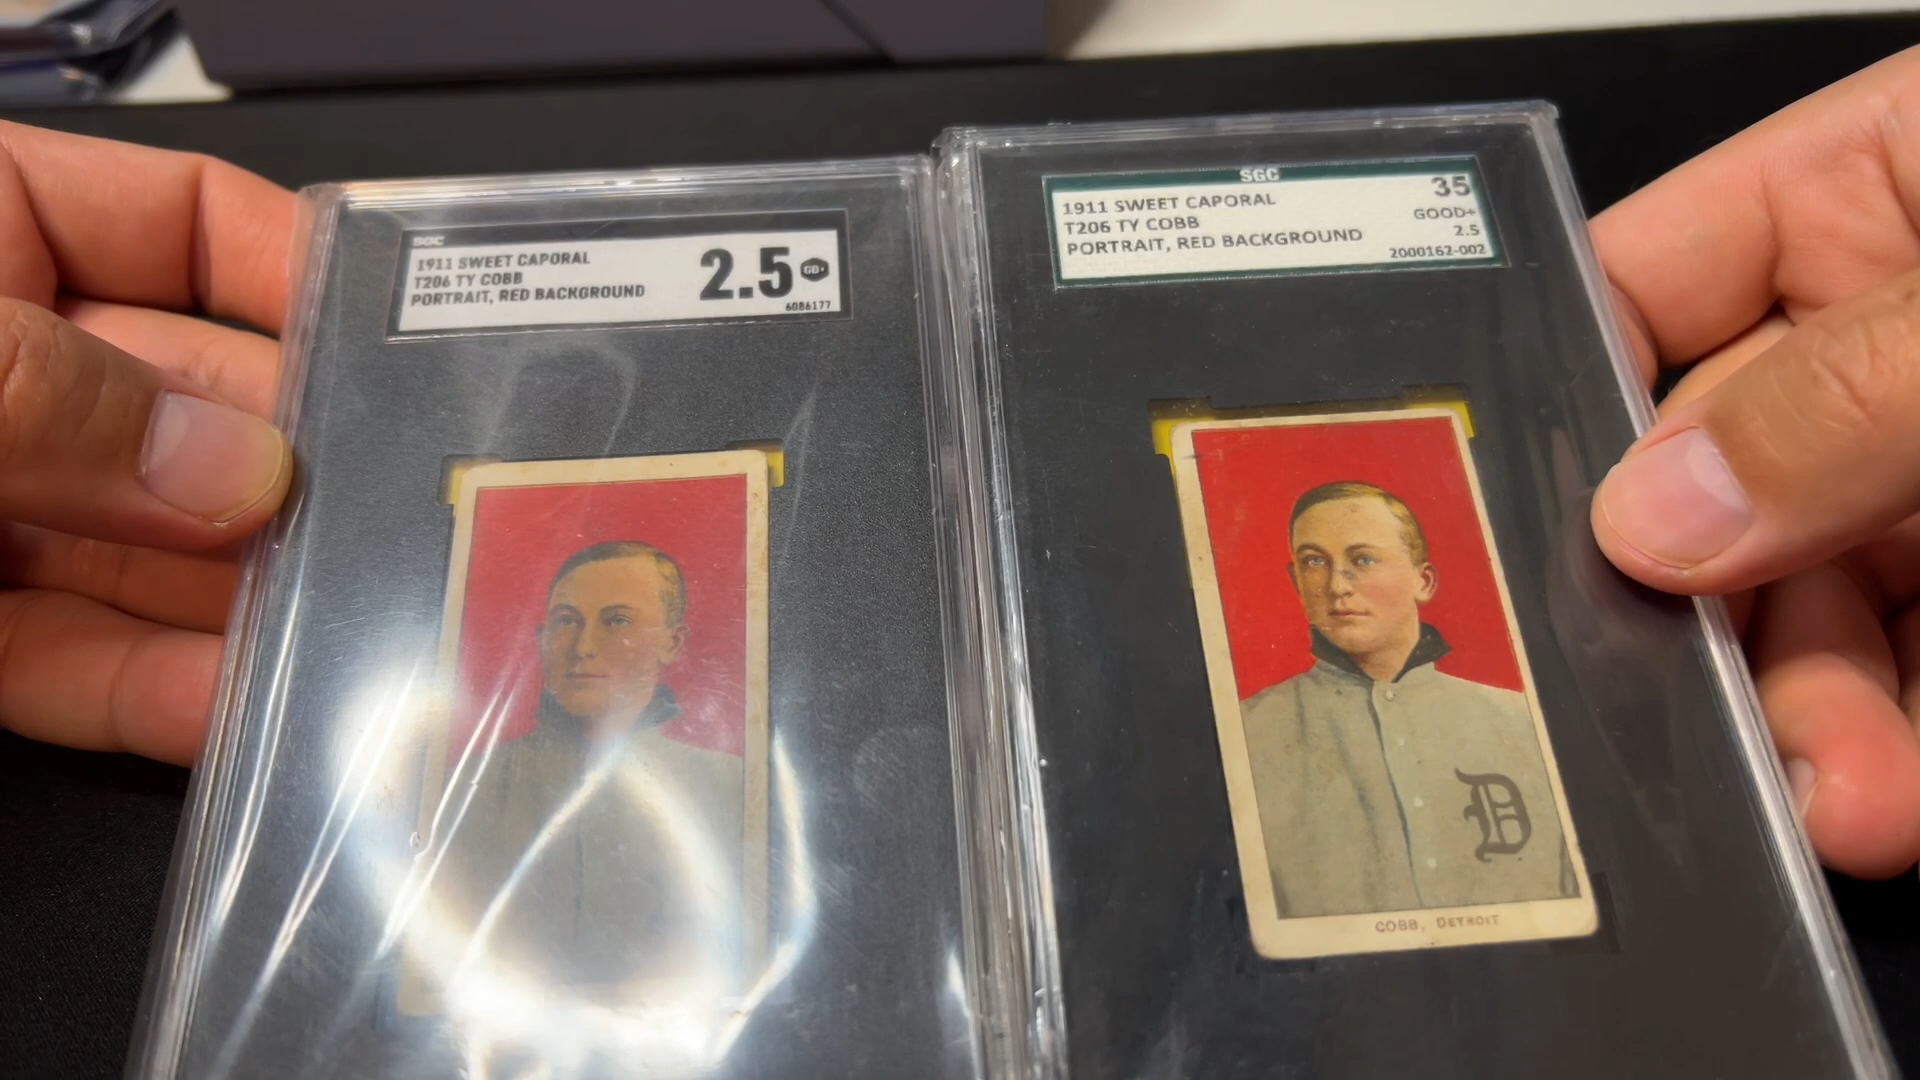 SGC
1911 SWEET CAPORAL
T206 TY COBB
PORTRAIT, RED BACKGROUND
2.5
GD+
6086177
SGC
1911 SWEET CAPORAL
T206 TY COBB
PORTRAIT, RED BACKGROUND
35
GOOD+
2.5
2000162-002
D
COBB, DETROIT